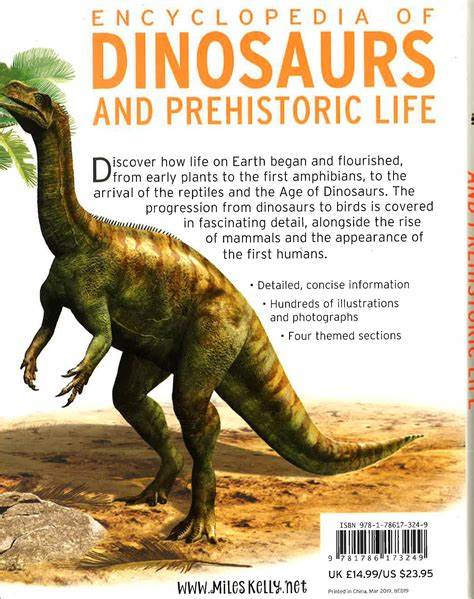 ENCYCLOPEDIA OF
DINOSAURS
AND PREHISTORIC LIFE
Discover how life on Earth began and flourished,
from early plants to the first amphibians, to the
arrival of the reptiles and the Age of Dinosaurs. The
progression from dinosaurs to birds is covered
in fascinating detail, alongside the rise
of mammals and the appearance of
the first humans.
• Detailed, concise information
• Hundreds of illustrations
and photographs
• Four themed sections
ISBN 978-1-78617-324-9
9 781786 173249
UK £14.99/US $23.95
Printed in China, Mar 2019,
www.MilesKelly.net